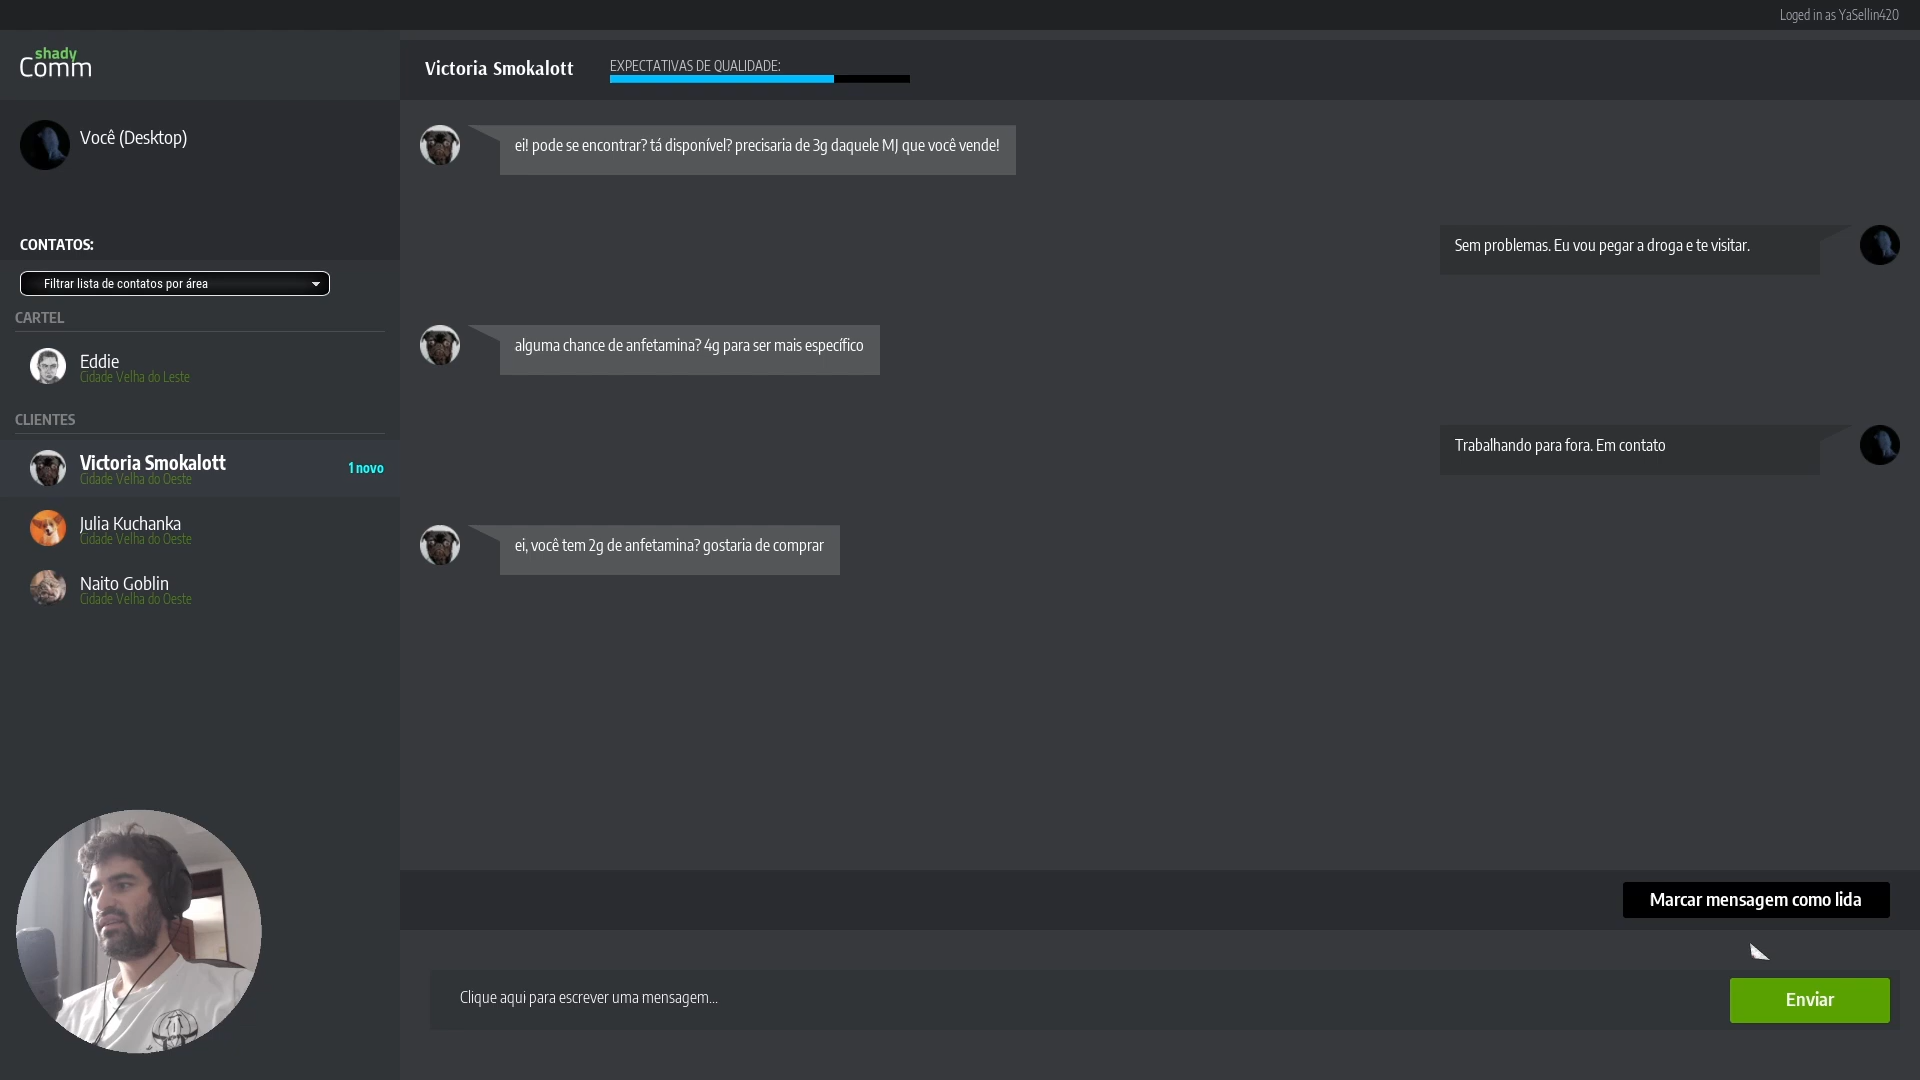 Loged in as YaSellin420
shady
Comm
Victoria Smokalott
EXPECTATIVAS DE QUALIDADE:
Você (Desktop)
CONTATOS:
Filtrar lista de contatos por área
CARTEL
Eddie
Cidade Velha do Leste
CLIENTES
Victoria Smokalott
Cidade Velha do Oeste
1 novo
Julia Kuchanka
Cidade Velha do Oeste
Naito Goblin
Cidade Velha do Oeste
ei! pode se encontrar? tá disponível? precisaria de 3g daquele MJ que você vende!
Sem problemas. Eu vou pegar a droga e te visitar.
alguma chance de anfetamina? 4g para ser mais específico
Trabalhando para fora. Em contato
ei, você tem 2g de anfetamina? gostaria de comprar
Marcar mensagem como lida
Clique aqui para escrever uma mensagem...
Enviar